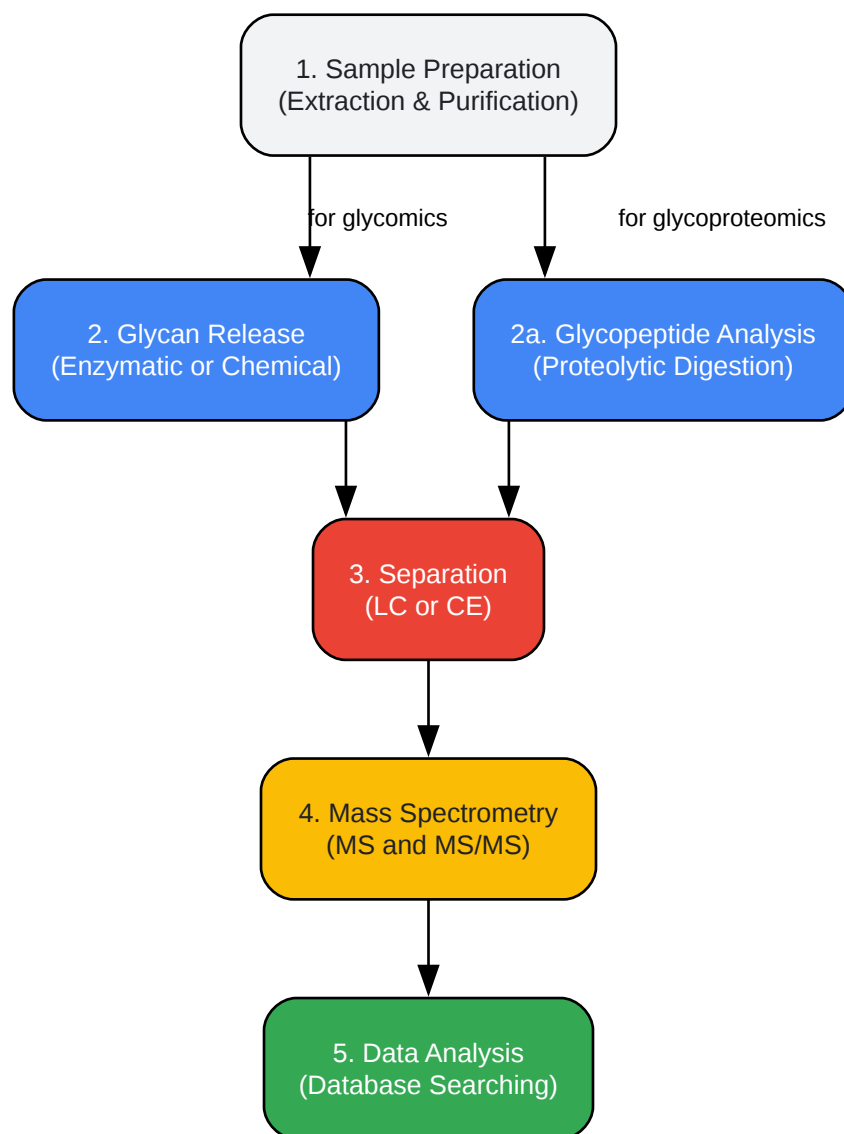 1. Sample Preparation
(Extraction & Purification)
for glycomics
for glycoproteomics
2. Glycan Release
(Enzymatic or Chemical)
2a. Glycopeptide Analysis
(Proteolytic Digestion)
3. Separation
(LC or CE)
4. Mass Spectrometry
(MS and MS/MS)
5. Data Analysis
(Database Searching)